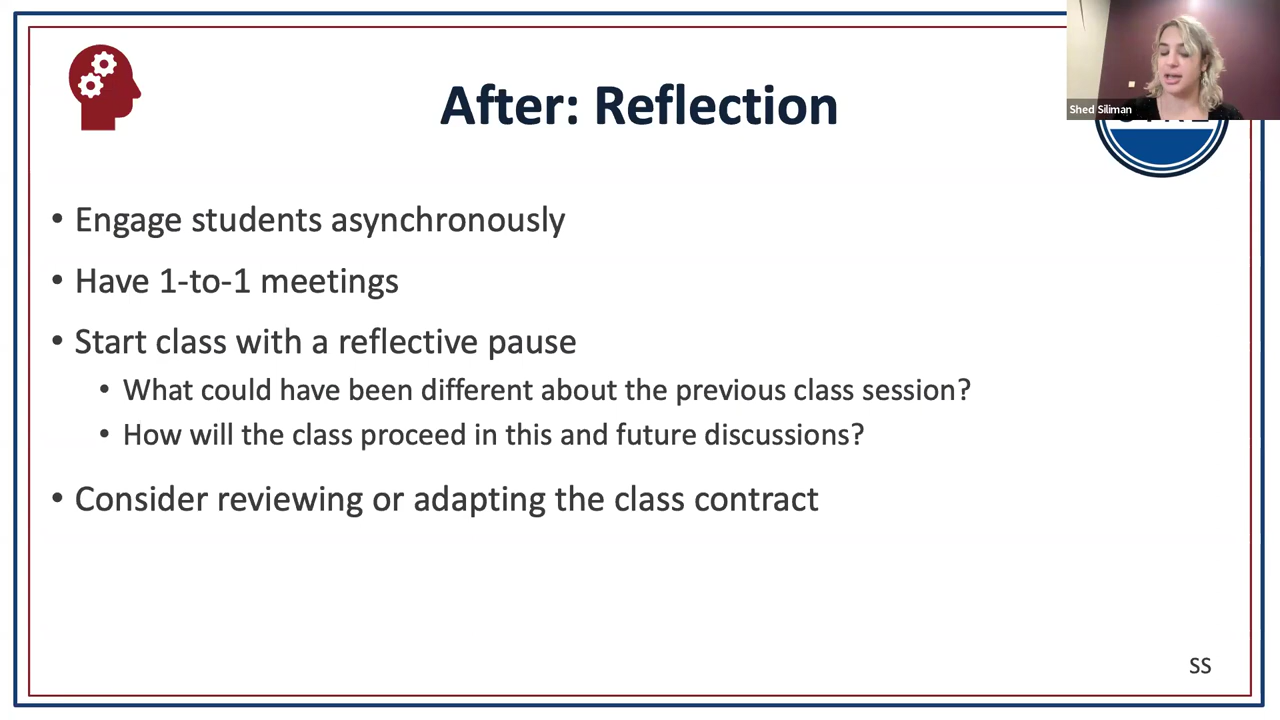 Shed Siliman
After: Reflection
• Engage students asynchronously
• Have 1-to-1 meetings
• Start class with a reflective pause
• What could have been different about the previous class session?
• How will the class proceed in this and future discussions?
• Consider reviewing or adapting the class contract
SS